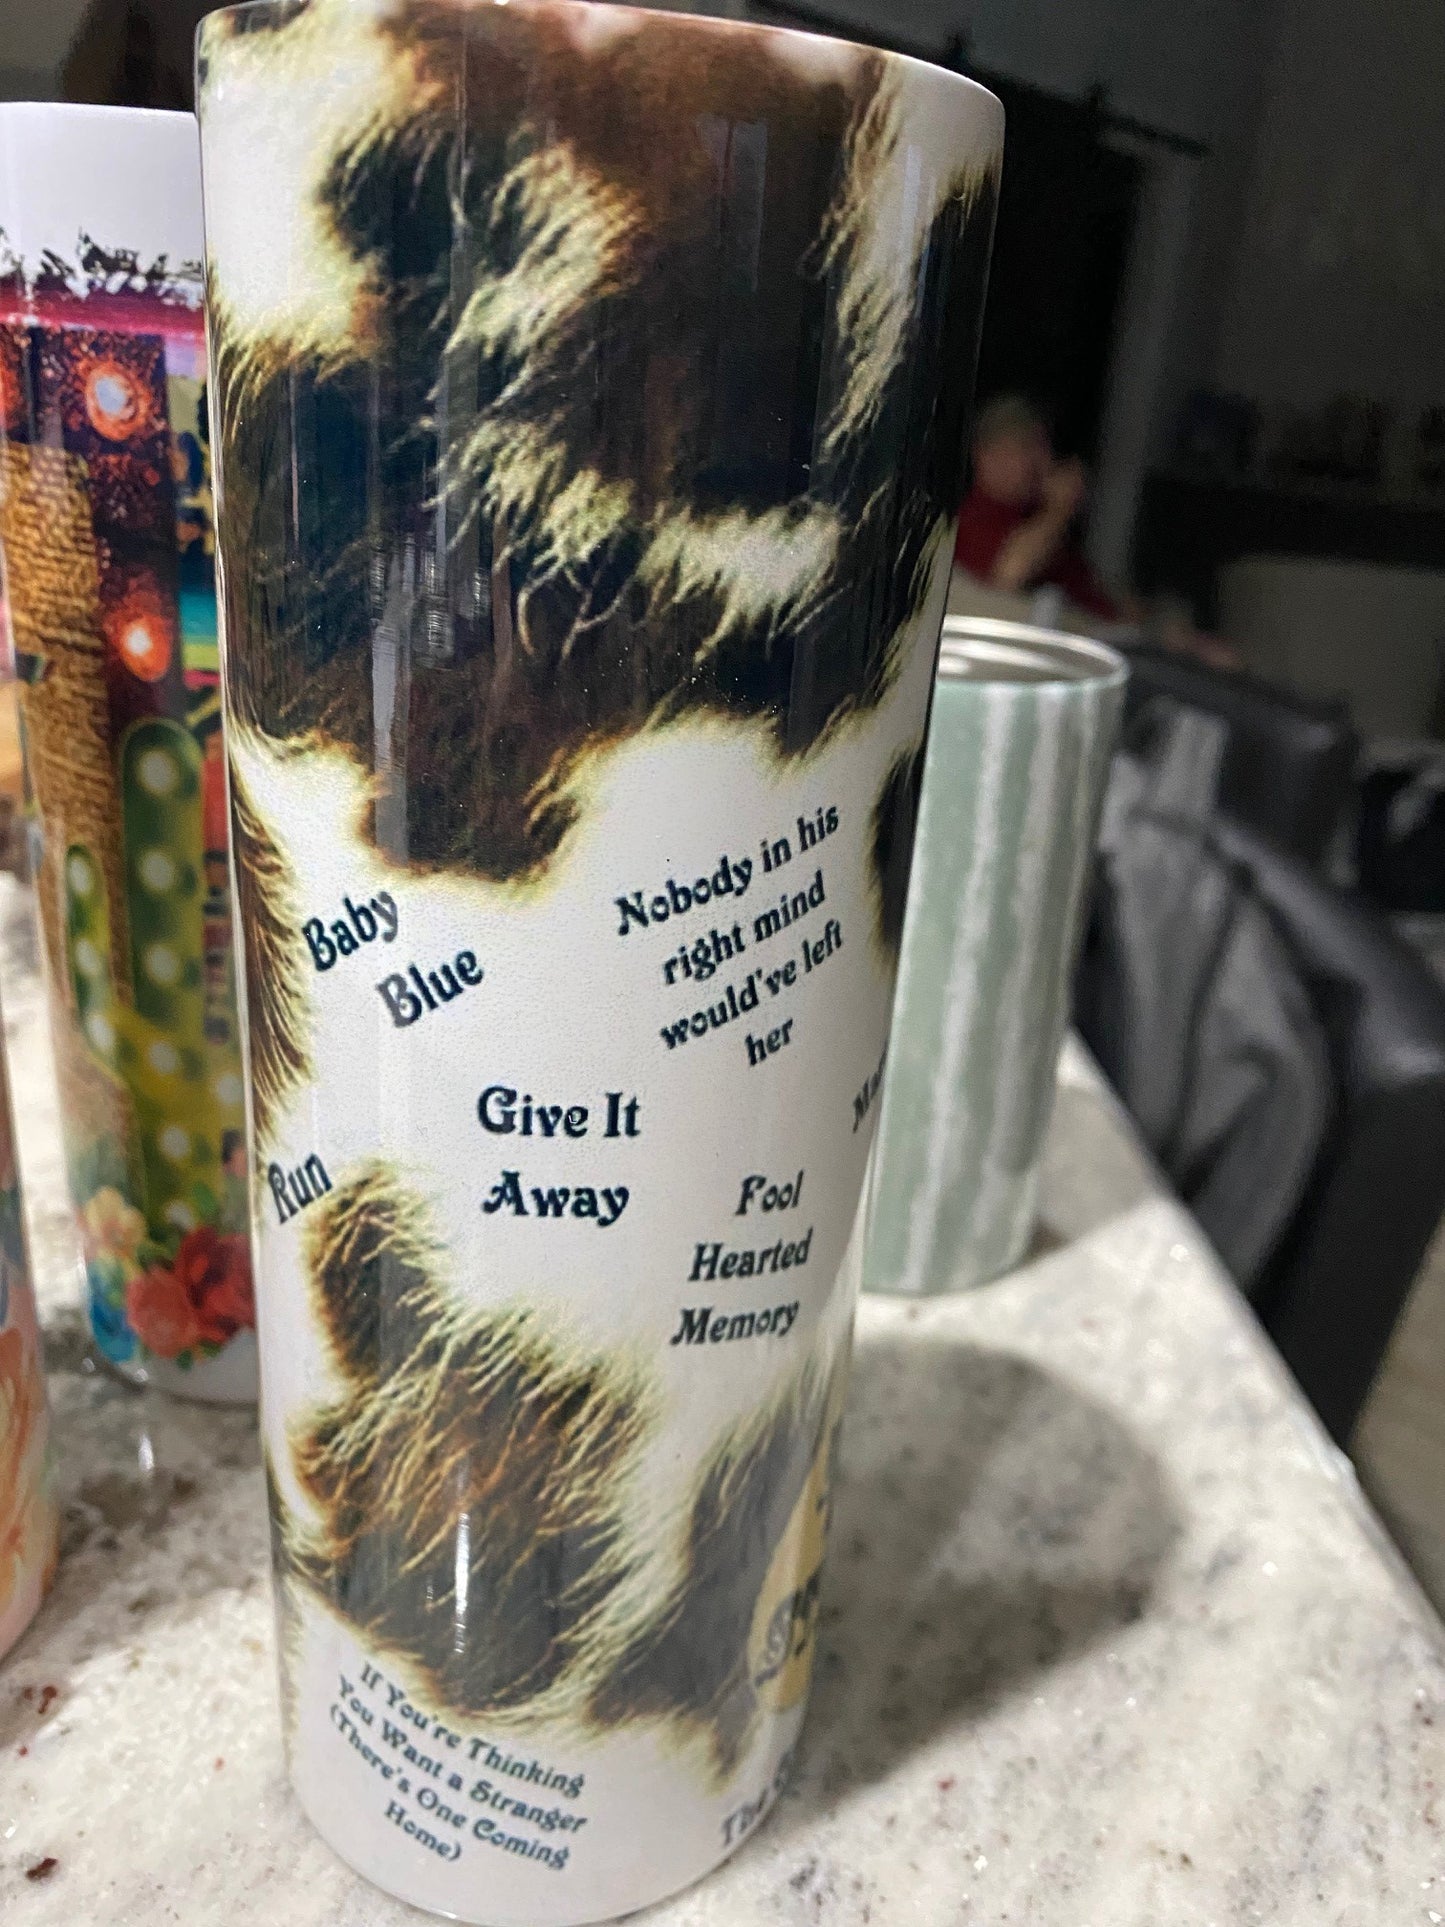 Baby
Blue
Nobody in his
right mind
would've left
her
Give It
Away
Run
Fool
Hearted
Memory
If You're Thinking
You Want a Stranger
(There's One Coming
Home)